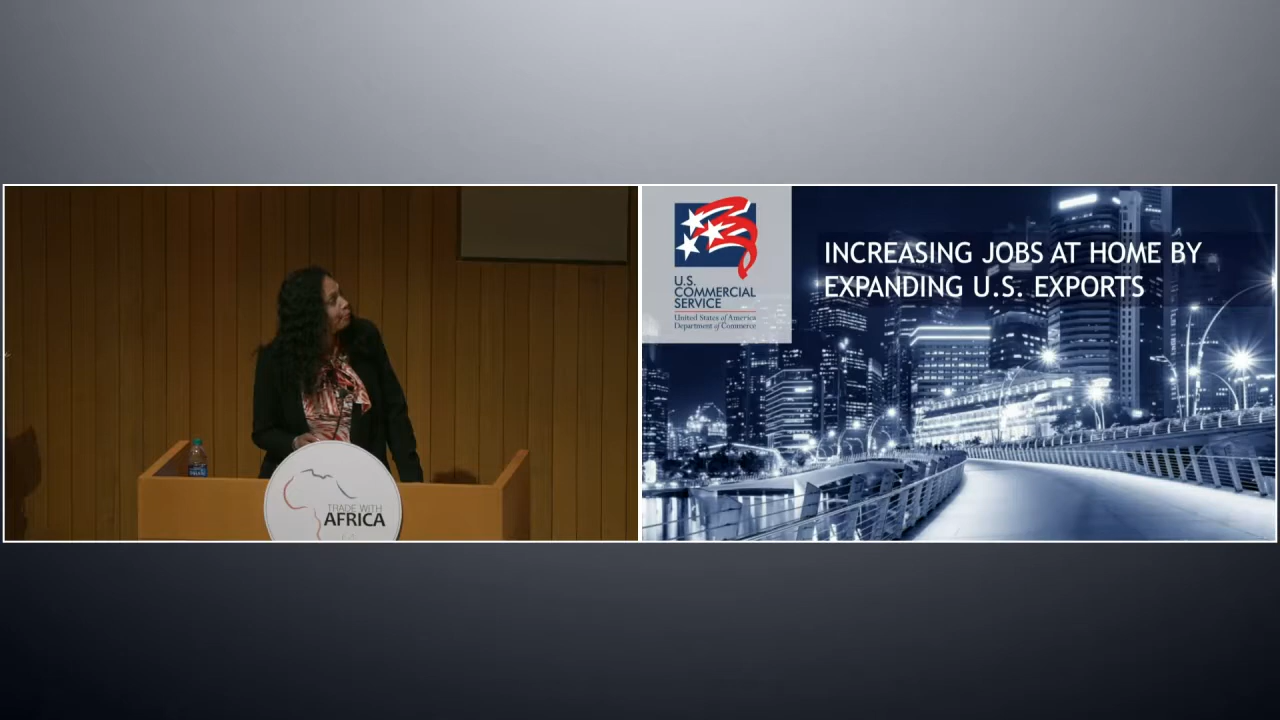 TRADE WITH
AFRICA
U.S.
COMMERCIAL
SERVICE
United States of America
Department of Commerce
INCREASING JOBS AT HOME BY
EXPANDING U.S. EXPORTS